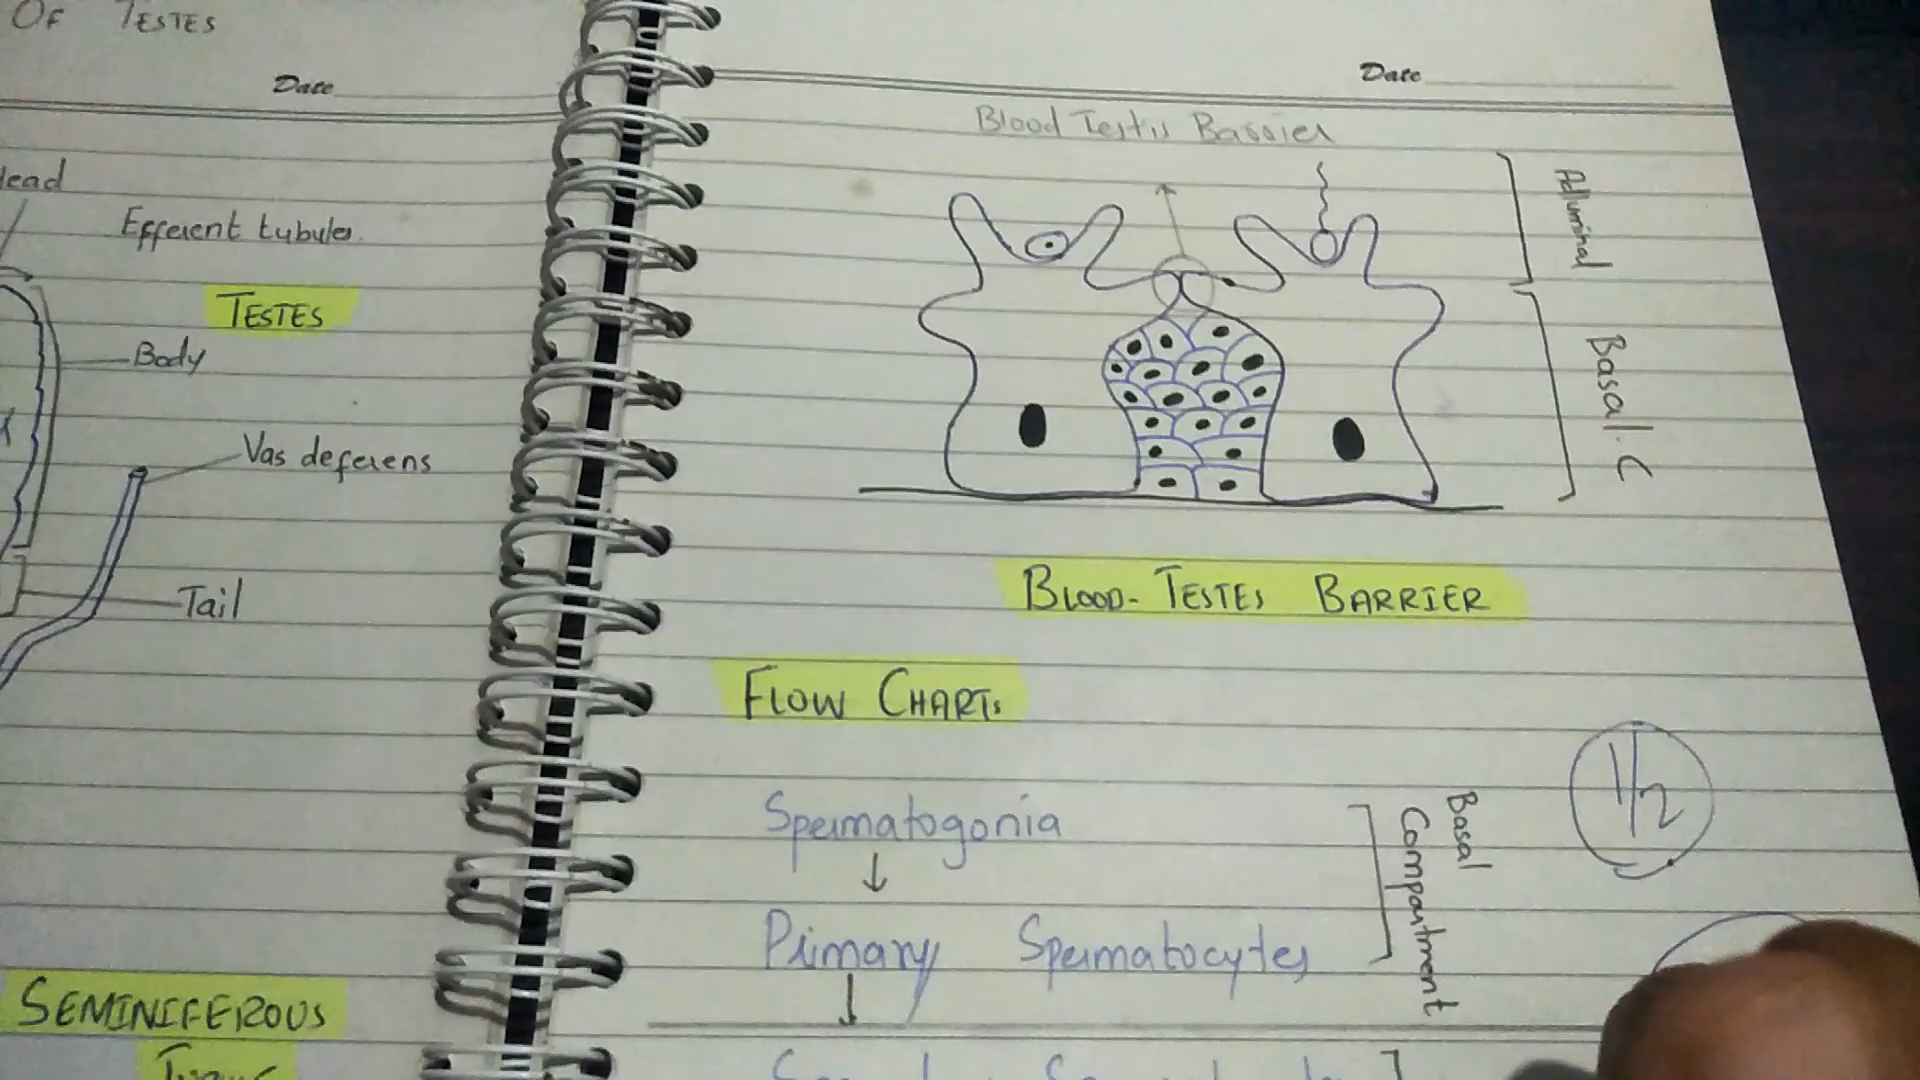 OF TESTES
Date
Head
Efferent tubules
TESTES
Body
Vas deferens
Tail
SEMINIFEROUS
Date
Blood Testis Barrier
Adluminal
Basal. C
BLOOD-TESTES BARRIER
FLOW CHART.
Spermatogonia
↓
Primary Spermatocytes
↓
Basal
Compartment
1/2